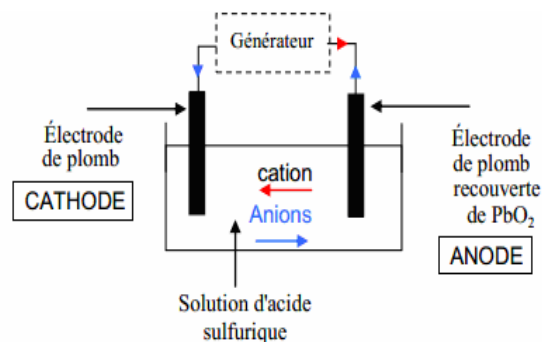 Générateur
Électrode
de plomb
CATHODE
cation
Anions
Électrode
de plomb
recouverte
de PbO₂
ANODE
Solution d'acide
sulfurique